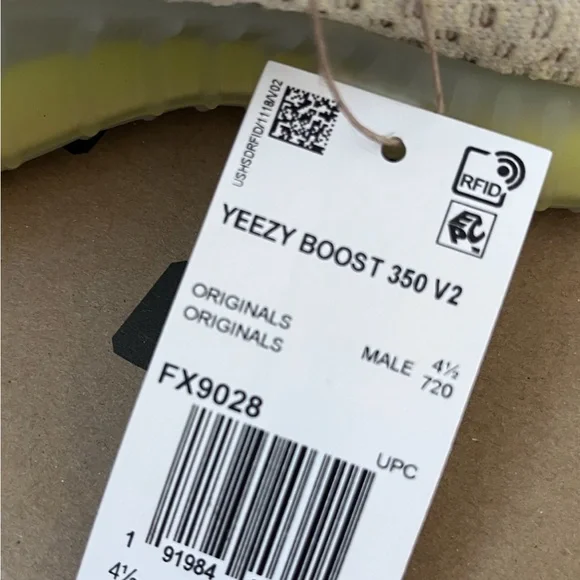 USHSDRFID/1118/V02
RFID
EPC
YEEZY BOOST 350 V2
ORIGINALS
ORIGINALS
MALE 4½
720
FX9028
UPC
1 91984
4½